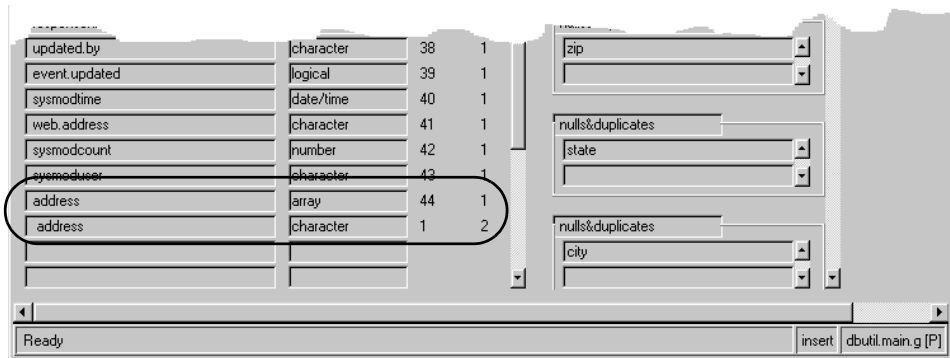 updated.by character 38 1
event.updated logical 39 1
sysmodtime date/time 40 1
web.address character 41 1
sysmodcount number 42 1
sysmoduser character 43 1
address array 44 1
address character 1 2
zip
nulls&duplicates
state
nulls&duplicates
city
Ready insert dbutil.main.g [P]